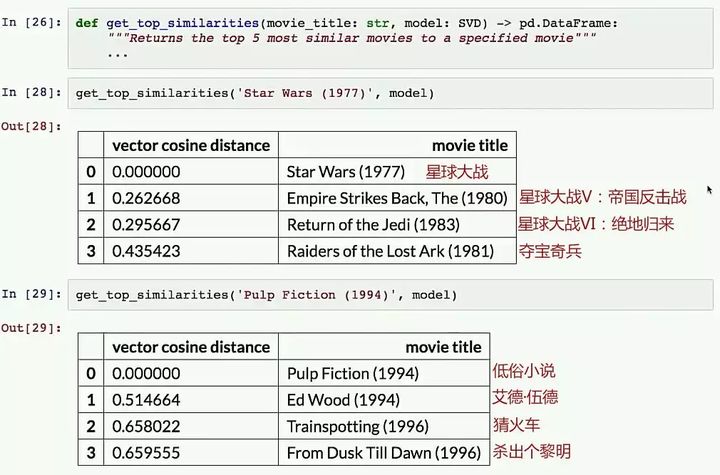 In [26]: def get_top_similarities(movie_title: str, model: SVD) -> pd.DataFrame:
"""Returns the top 5 most similar movies to a specified movie"""
...
In [28]: get_top_similarities('Star Wars (1977)', model)
Out[28]:
vector cosine distance movie title
0 0.000000 Star Wars (1977) 星球大战
1 0.262668 Empire Strikes Back, The (1980) 星球大战V：帝国反击战
2 0.295667 Return of the Jedi (1983) 星球大战VI：绝地归来
3 0.435423 Raiders of the Lost Ark (1981) 夺宝奇兵
In [29]: get_top_similarities('Pulp Fiction (1994)', model)
Out[29]:
vector cosine distance movie title
0 0.000000 Pulp Fiction (1994) 低俗小说
1 0.514664 Ed Wood (1994) 艾德·伍德
2 0.658022 Trainspotting (1996) 猜火车
3 0.659555 From Dusk Till Dawn (1996) 杀出个黎明